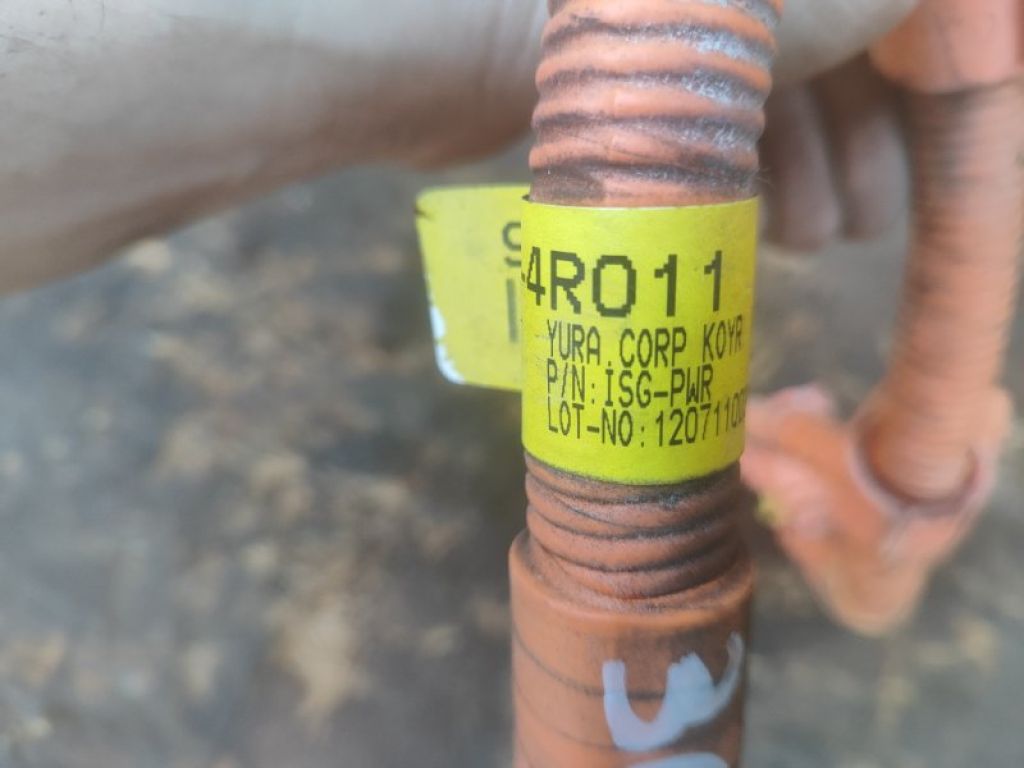 4R011
YURA CORP KOYR
P/N:ISG-PWR
LOT-NO:1207110